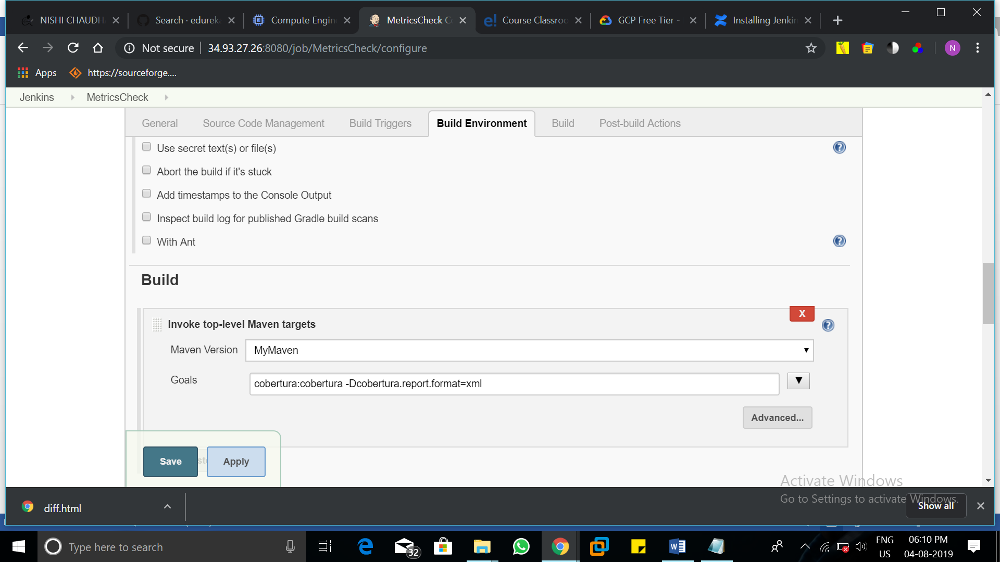 NISHI CHAUDH
Search · edurek
Compute Engin
MetricsCheck C
Course Classroo
GCP Free Tier -
Installing Jenkin
Not secure
34.93.27.26:8080/job/MetricsCheck/configure
N
Apps
https://sourceforge....
Jenkins
MetricsCheck
General
Source Code Management
Build Triggers
Build Environment
Build
Post-build Actions
Use secret text(s) or file(s)
Abort the build if it's stuck
Add timestamps to the Console Output
Inspect build log for published Gradle build scans
With Ant
Build
X
Invoke top-level Maven targets
Maven Version
MyMaven
Goals
cobertura:cobertura -Dcobertura.report.format=xml
Advanced...
Save
Apply
Activate Windows
Go to Settings to activate Windows.
diff.html
Show all
Type here to search
32
ENG
US
06:10 PM
04-08-2019